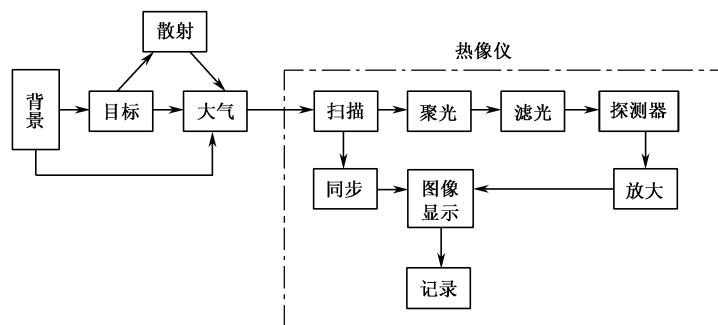 散射
热像仪
背
景
目标
大气
扫描
聚光
滤光
探测器
同步
图像
显示
放大
记录